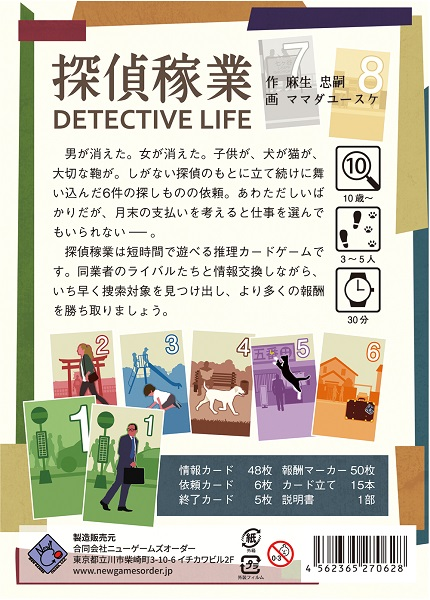 探偵稼業
DETECTIVE LIFE
作 麻生 忠嗣
画 ママダユースケ
7
8
男が消えた。女が消えた。子供が、犬が猫が、
大切な鞄が。しがない探偵のもとに立て続けに舞
い込んだ6件の探しものの依頼。あわただしいば
かりだが、月末の支払いを考えると仕事を選んで
もいられない ── 。
探偵稼業は短時間で遊べる推理カードゲームで
す。同業者のライバルたちと情報交換しながら、
いち早く捜索対象を見つけ出し、より多くの報酬
を勝ち取りましょう。
10
10歳〜
3〜5人
30分
2
3
4
五番田
5
6
1
1
情報カード 48枚 報酬マーカー 50枚
依頼カード 6枚 カード立て 15本
終了カード 5枚 説明書 1部
製造販売元
合同会社ニューゲームズオーダー
東京都立川市柴崎町3-10-6 イチカワビル2F
www.newgamesorder.jp
紙
外箱
プラ
外装フィルム
0-3
4 562365 270628